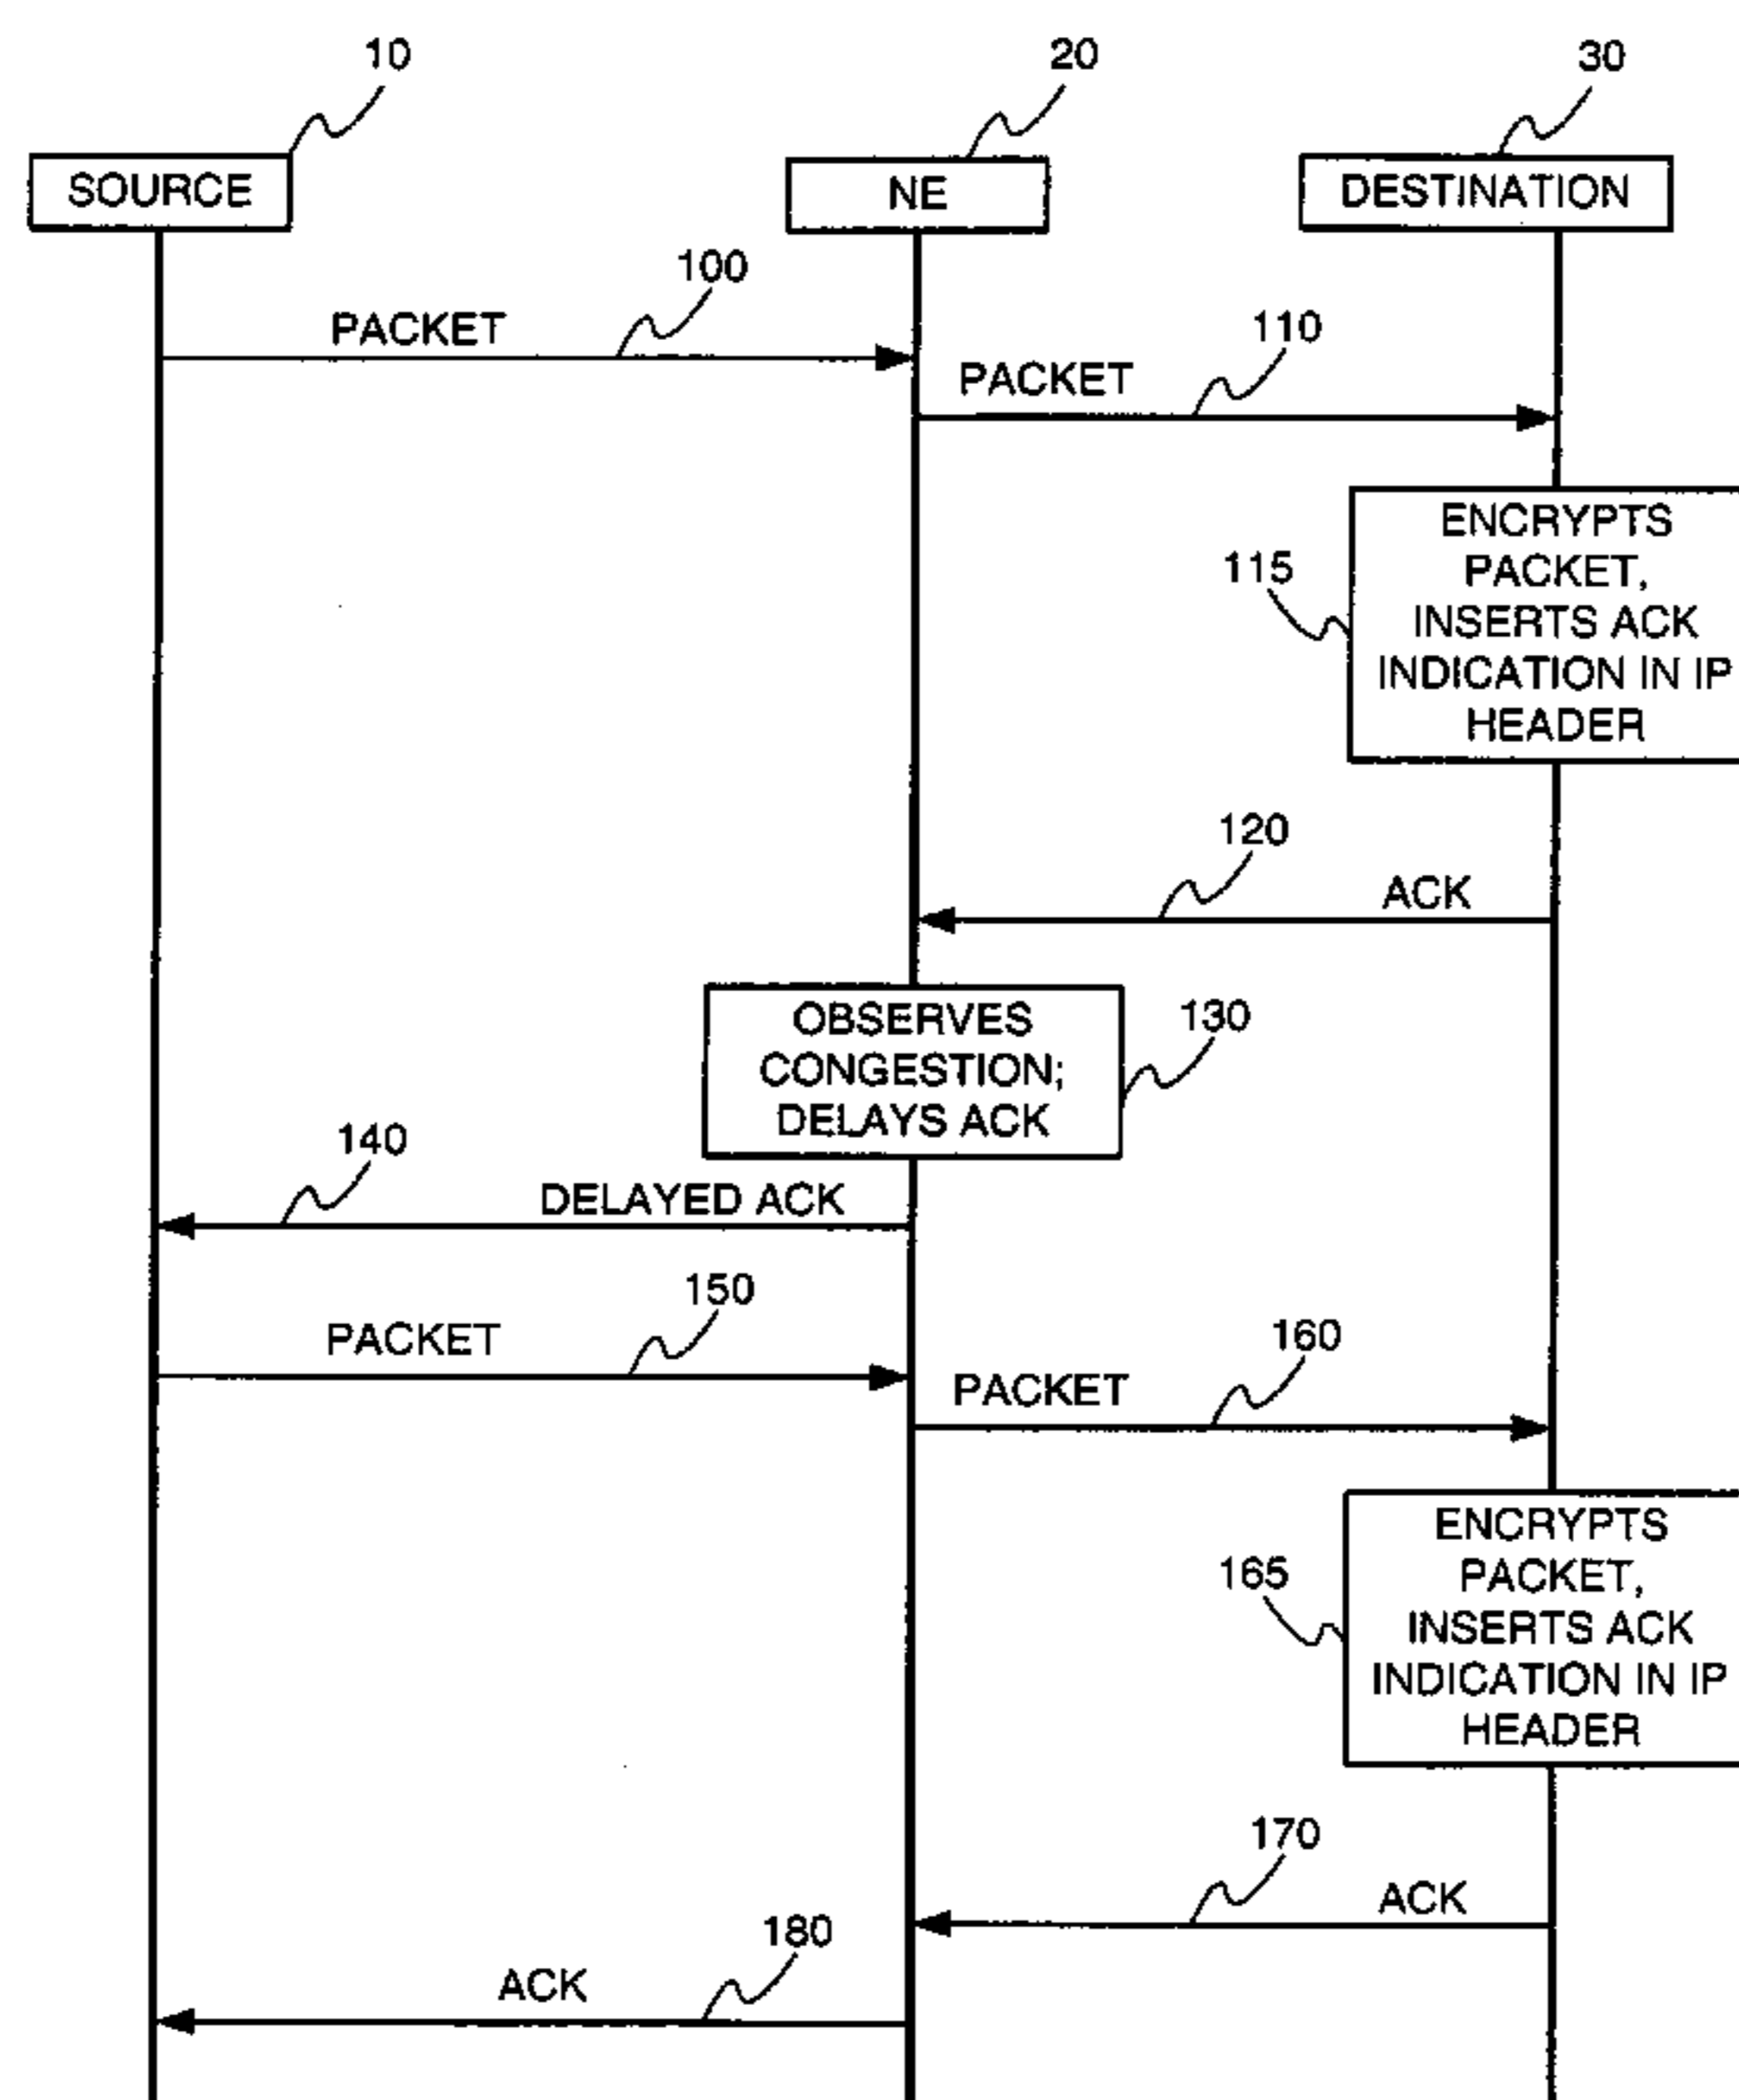 10
20
30
SOURCE
NE
DESTINATION
100
PACKET
110
PACKET
ENCRYPTS
PACKET,
INSERTS ACK
INDICATION IN IP
HEADER
115
120
ACK
OBSERVES
CONGESTION;
DELAYS ACK
130
140
DELAYED ACK
150
PACKET
160
PACKET
ENCRYPTS
PACKET,
INSERTS ACK
INDICATION IN IP
HEADER
165
170
ACK
180
ACK